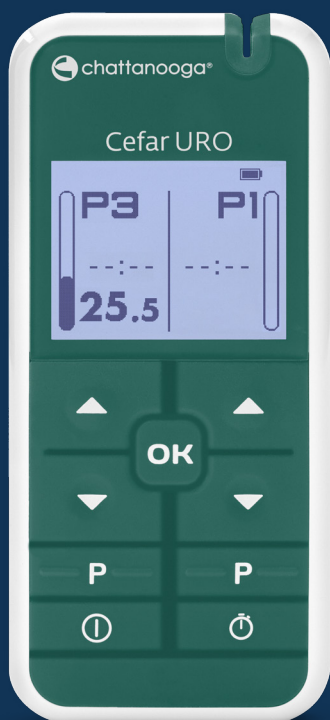 chattanooga®
Cefar URO
P3 P1
--:-- --:--
25.5
OK
P P